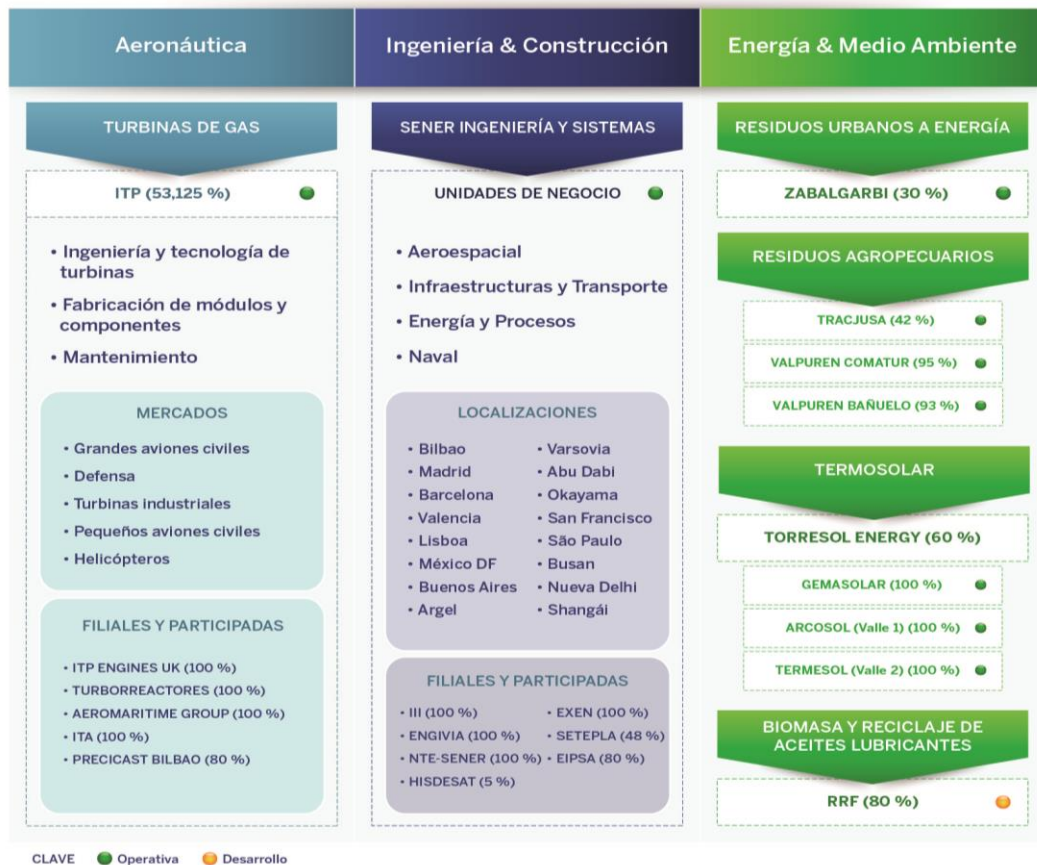 Aeronáutica
TURBINAS DE GAS
ITP (53,125 %)
• Ingeniería y tecnología de
turbinas
• Fabricación de módulos y
componentes
• Mantenimiento
MERCADOS
• Grandes aviones civiles
• Defensa
• Turbinas industriales
• Pequeños aviones civiles
• Helicópteros
FILIALES Y PARTICIPADAS
• ITP ENGINES UK (100 %)
• TURBORREACTORES (100 %)
• AEROMARITIME GROUP (100 %)
• ITA (100 %)
• PRECICAST BILBAO (80 %)
Ingeniería & Construcción
SENER INGENIERÍA Y SISTEMAS
UNIDADES DE NEGOCIO
• Aeroespacial
• Infraestructuras y Transporte
• Energía y Procesos
• Naval
LOCALIZACIONES
• Bilbao
• Madrid
• Barcelona
• Valencia
• Lisboa
• México DF
• Buenos Aires
• Argel
• Varsovia
• Abu Dabi
• Okayama
• San Francisco
• São Paulo
• Busan
• Nueva Delhi
• Shangái
FILIALES Y PARTICIPADAS
• III (100 %)
• ENGIVIA (100 %)
• NTE-SENER (100 %)
• HISDESAT (5 %)
• EXEN (100 %)
• SETEPLA (48 %)
• EIPSA (80 %)
Energía & Medio Ambiente
RESIDUOS URBANOS A ENERGÍA
ZABALGARBI (30 %)
RESIDUOS AGROPECUARIOS
TRACJUSA (42 %)
VALPUREN COMATUR (95 %)
VALPUREN BAÑUELO (93 %)
TERMOSOLAR
TORRESOL ENERGY (60 %)
GEMASOLAR (100 %)
ARCOSOL (Valle 1) (100 %)
TERMESOL (Valle 2) (100 %)
BIOMASA Y RECICLAJE DE
ACEITES LUBRICANTES
RRF (80 %)
CLAVE Operativa Desarrollo